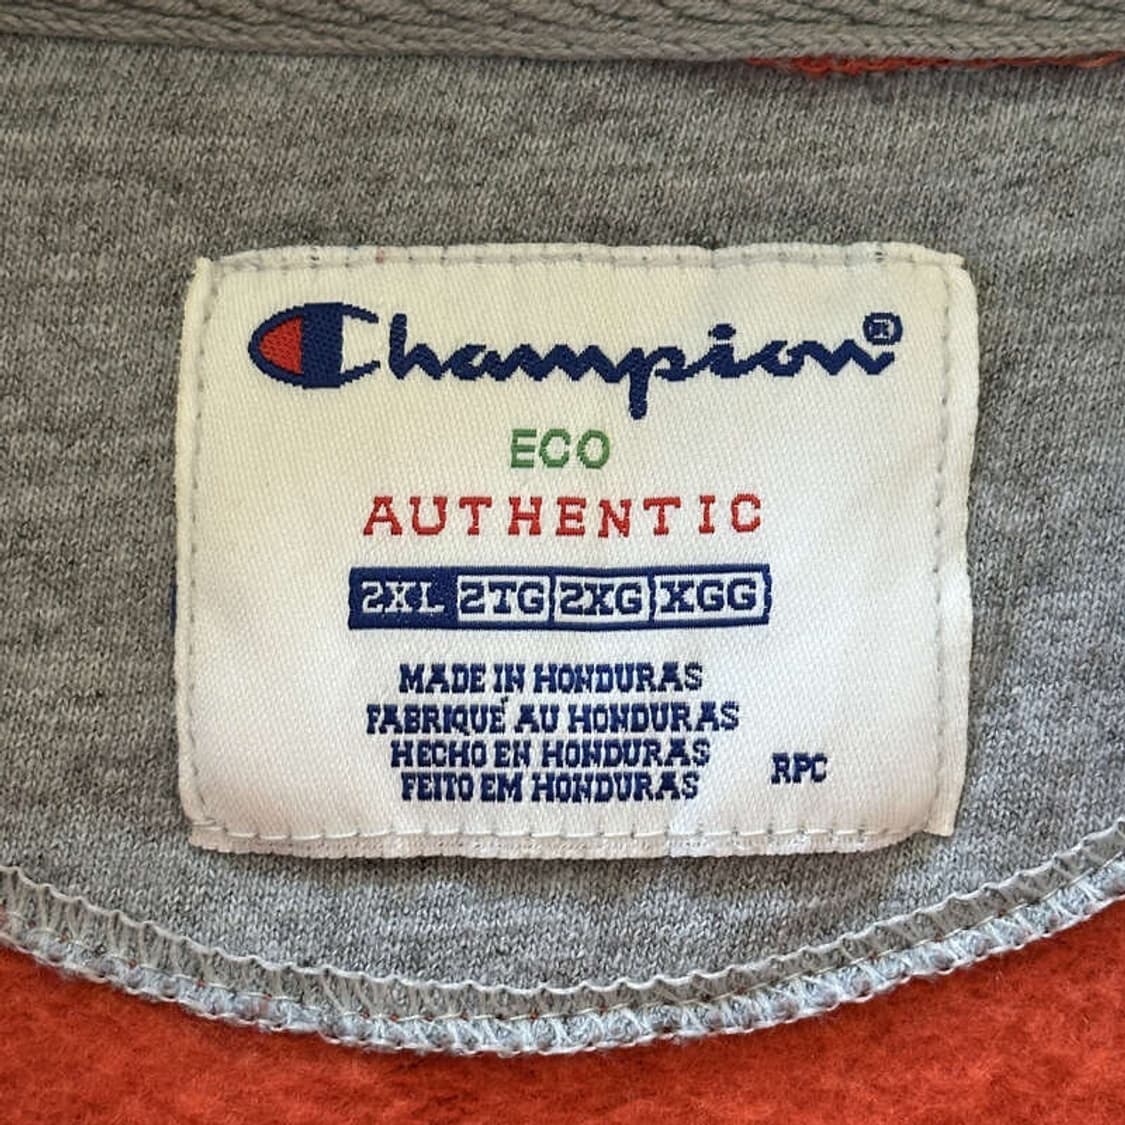 Champion®
ECO
AUTHENTIC
2XL 2TG 2XG XGG
MADE IN HONDURAS
FABRIQUÉ AU HONDURAS
HECHO EN HONDURAS
FEITO EM HONDURAS
RPC